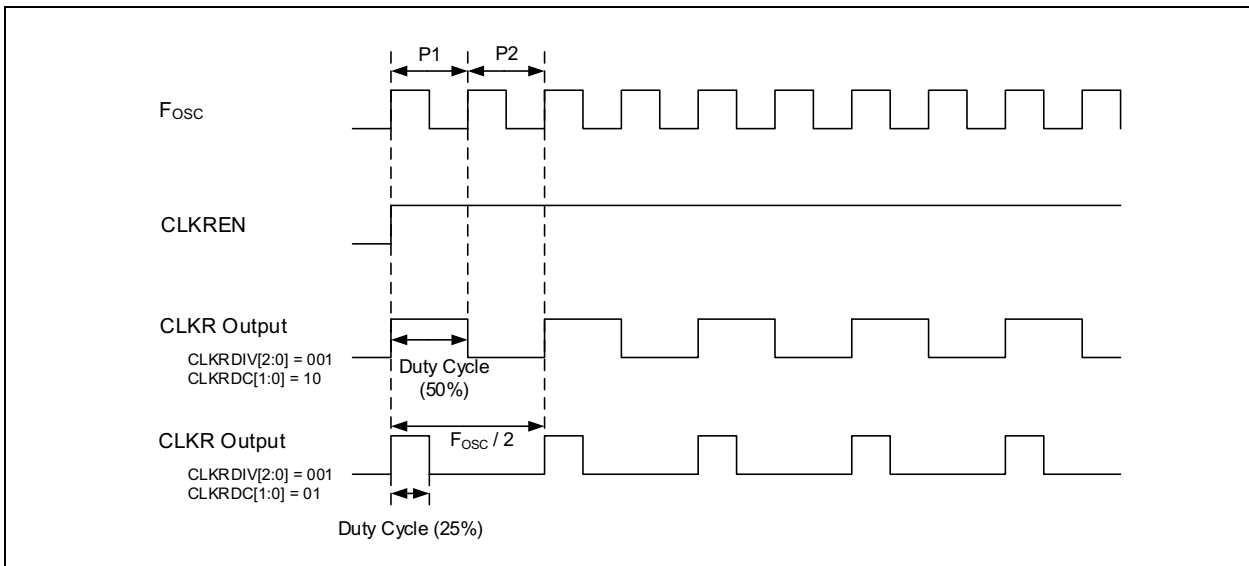 P1
P2
FOSC
CLKREN
CLKR Output
CLKRDIV[2:0] = 001
CLKRDC[1:0] = 10
Duty Cycle
(50%)
FOSC / 2
CLKR Output
CLKRDIV[2:0] = 001
CLKRDC[1:0] = 01
Duty Cycle (25%)